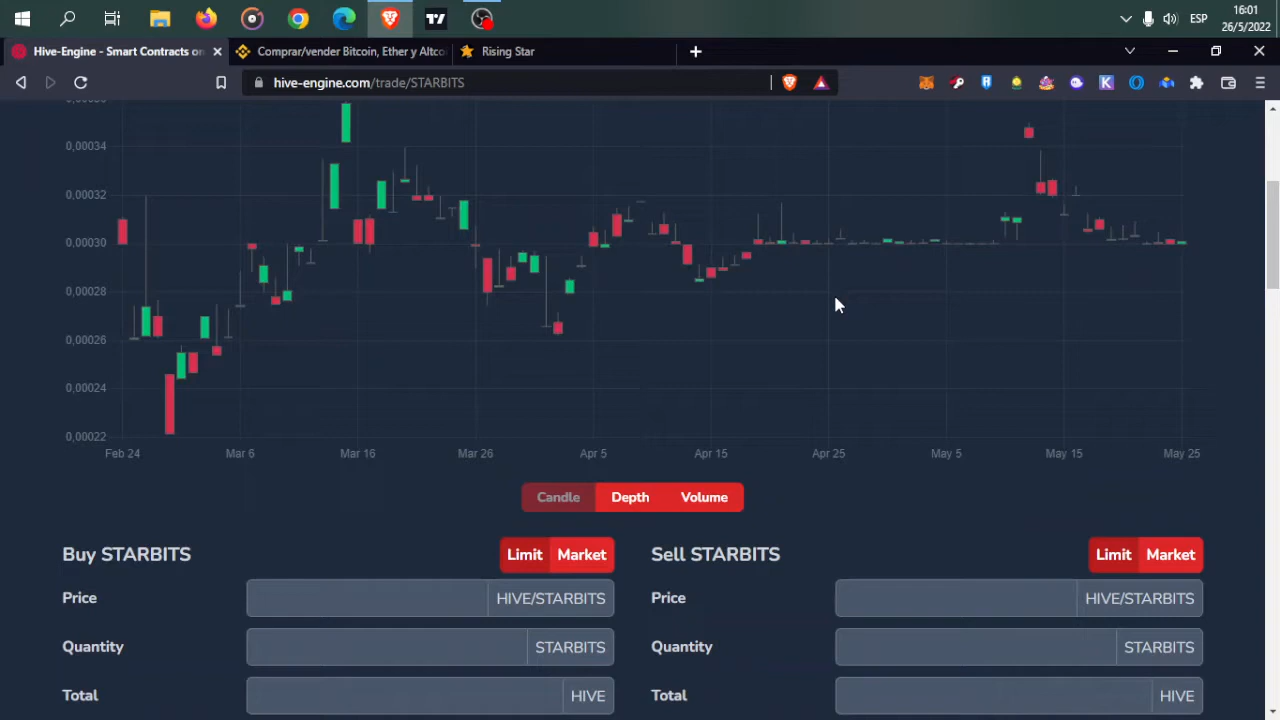 16:01
ESP
26/5/2022
Hive-Engine - Smart Contracts on
Comprar/vender Bitcoin, Ether y Altco
Rising Star
hive-engine.com/trade/STARBITS
0,00034
0,00032
0,00030
0,00028
0,00026
0,00024
0,00022
Feb 24 Mar 6 Mar 16 Mar 26 Apr 5 Apr 15 Apr 25 May 5 May 15 May 25
Candle Depth Volume
Buy STARBITS Limit Market
Price HIVE/STARBITS
Quantity STARBITS
Total HIVE
Sell STARBITS Limit Market
Price HIVE/STARBITS
Quantity STARBITS
Total HIVE